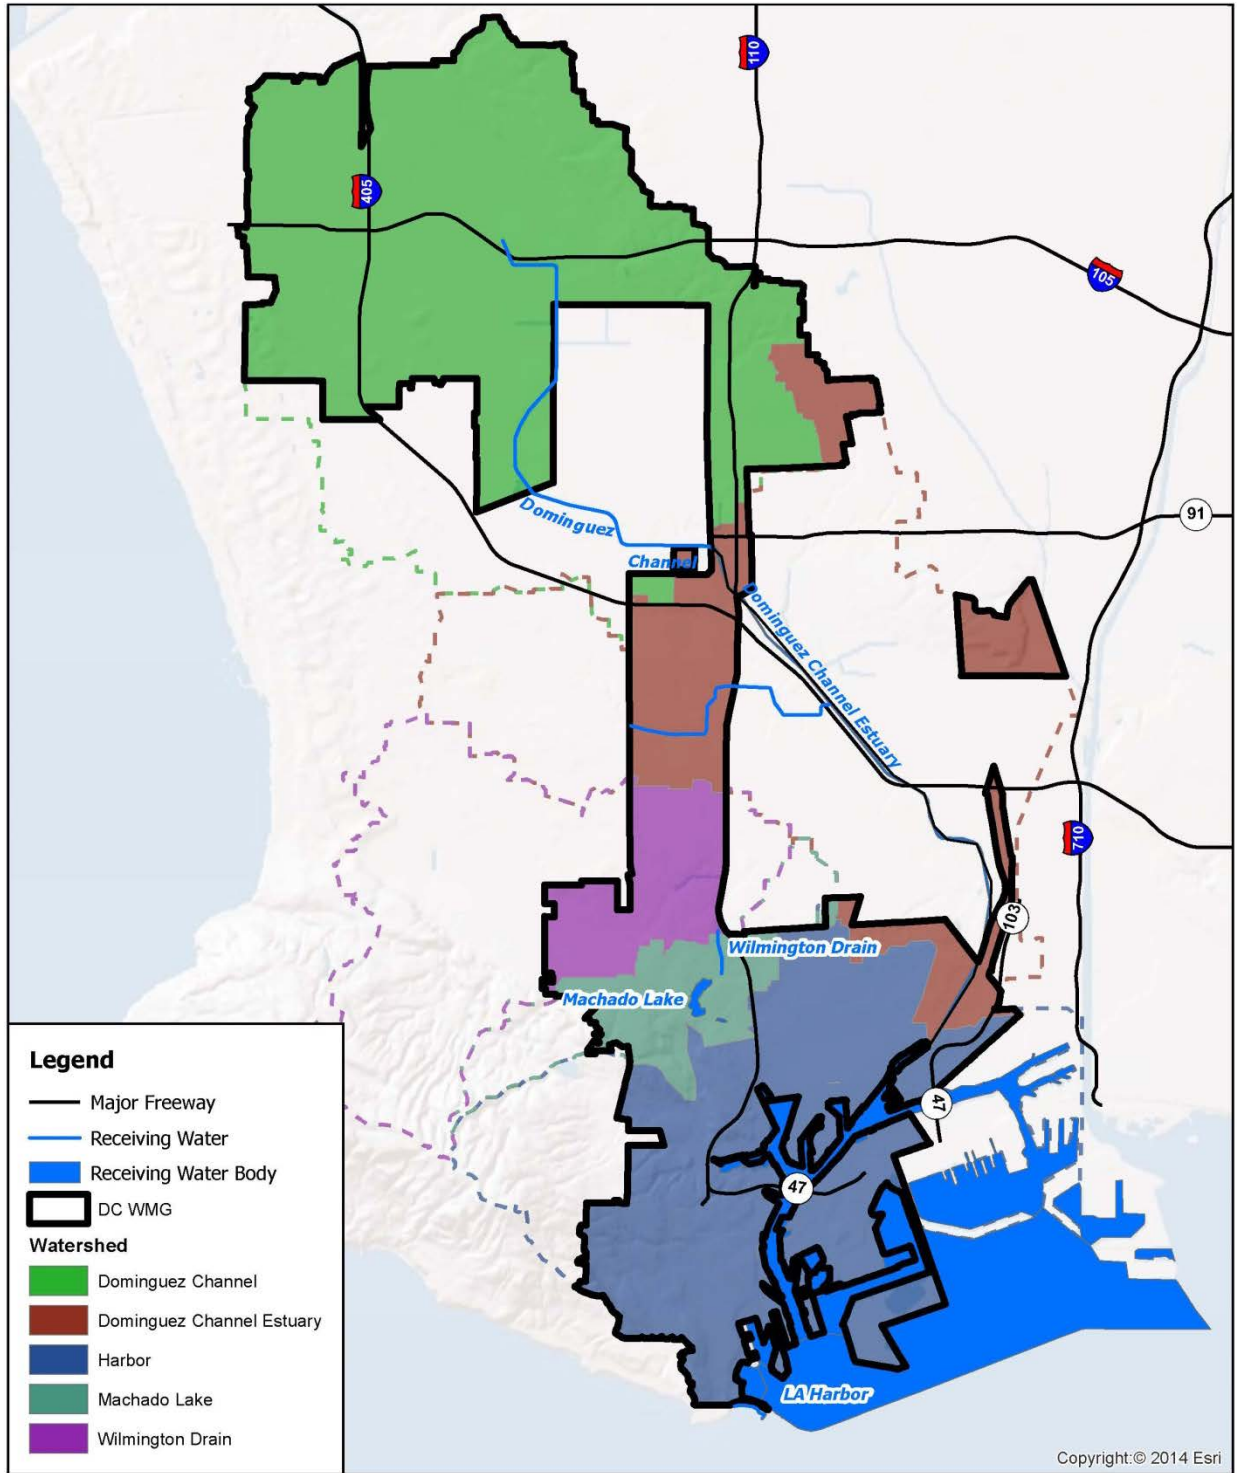 110
405
105
91
Dominguez
Channel
Dominguez Channel Estuary
710
103
Wilmington Drain
Machado Lake
47
47
LA Harbor
Legend
Major Freeway
Receiving Water
Receiving Water Body
DC WMG
Watershed
Dominguez Channel
Dominguez Channel Estuary
Harbor
Machado Lake
Wilmington Drain
Copyright:© 2014 Esri